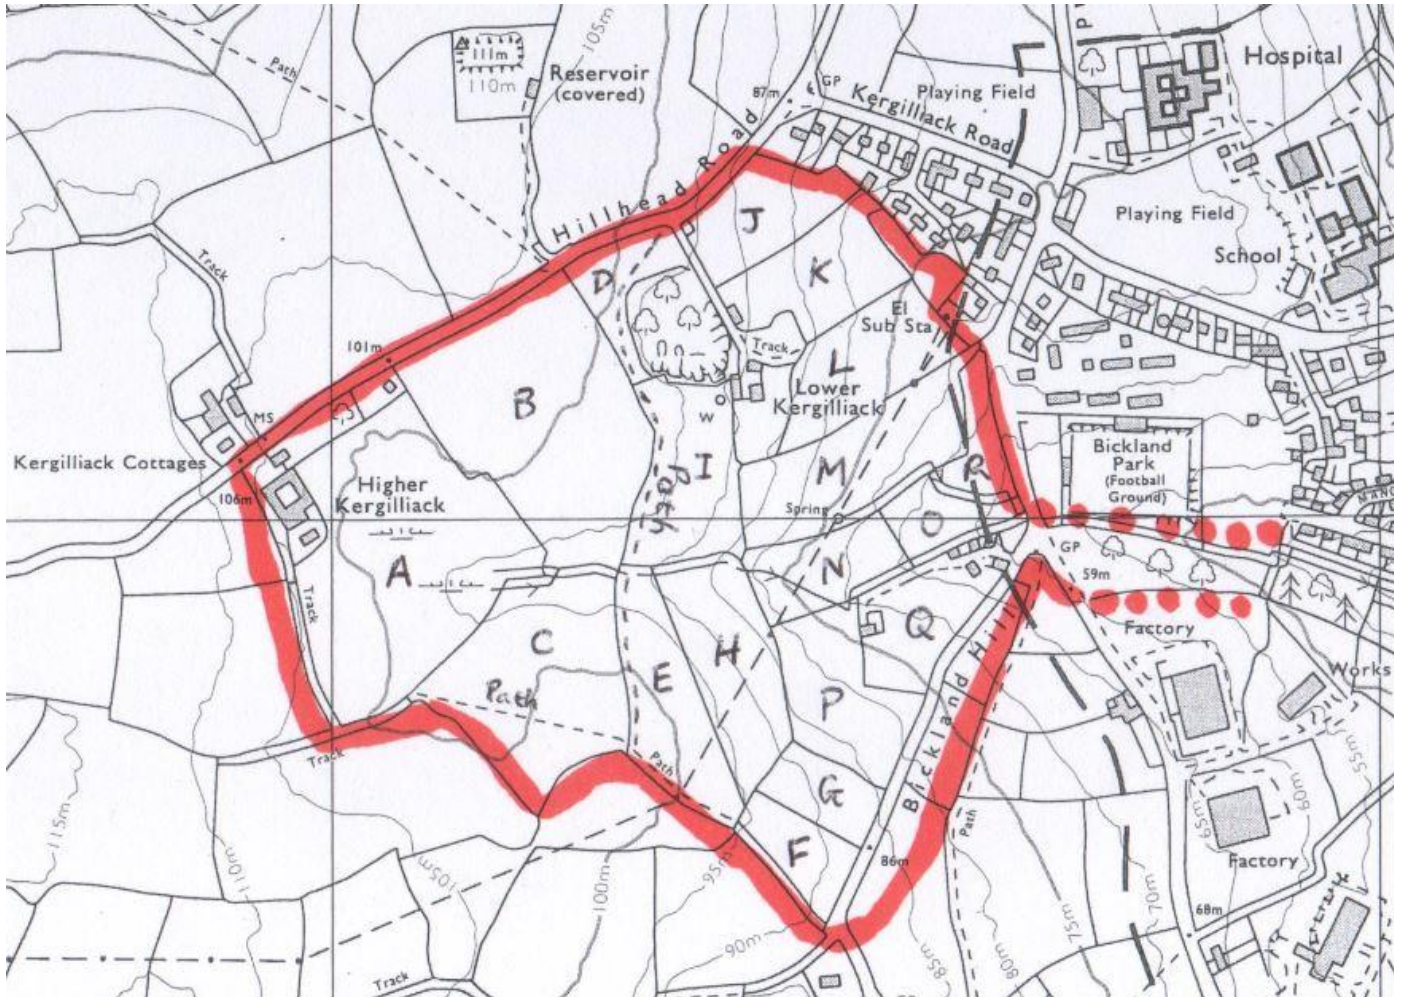 Path
111m
110m
Reservoir
(covered)
105m
Hospital
87m
GP
Kergilliack Road
Playing Field
Hillhead Road
Playing Field
School
J
Track
D
K
El
Sub Sta
101m
Track
L
B
Lower
Kergilliack
MS
W
Kergilliack Cottages
Bickland
Park
(Football
Ground)
Higher
Kergilliack
106m
I
Path
M
R
Spring
O
GP
A
N
59m
Track
Q
Factory
C
H
E
Works
Path
P
Bickland Hill
Track
Path
G
F
86m
Path
115m
110m
105m
100m
95m
90m
85m
80m
75m
70m
65m
60m
55m
Factory
68m
Track